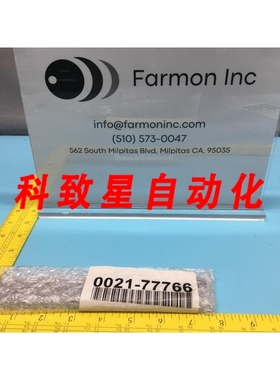 Farmon Inc
info@farmoninc.com
(510) 573-0047
562 South Milpitas Blvd, Milpitas CA, 95035
科致星自动化
0021-77766